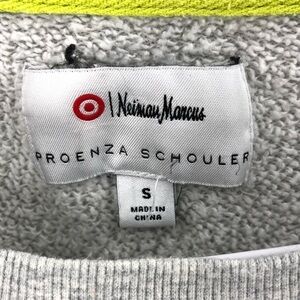 | Neiman Marcus
PROENZA SCHOULER
S
MADE IN
CHINA